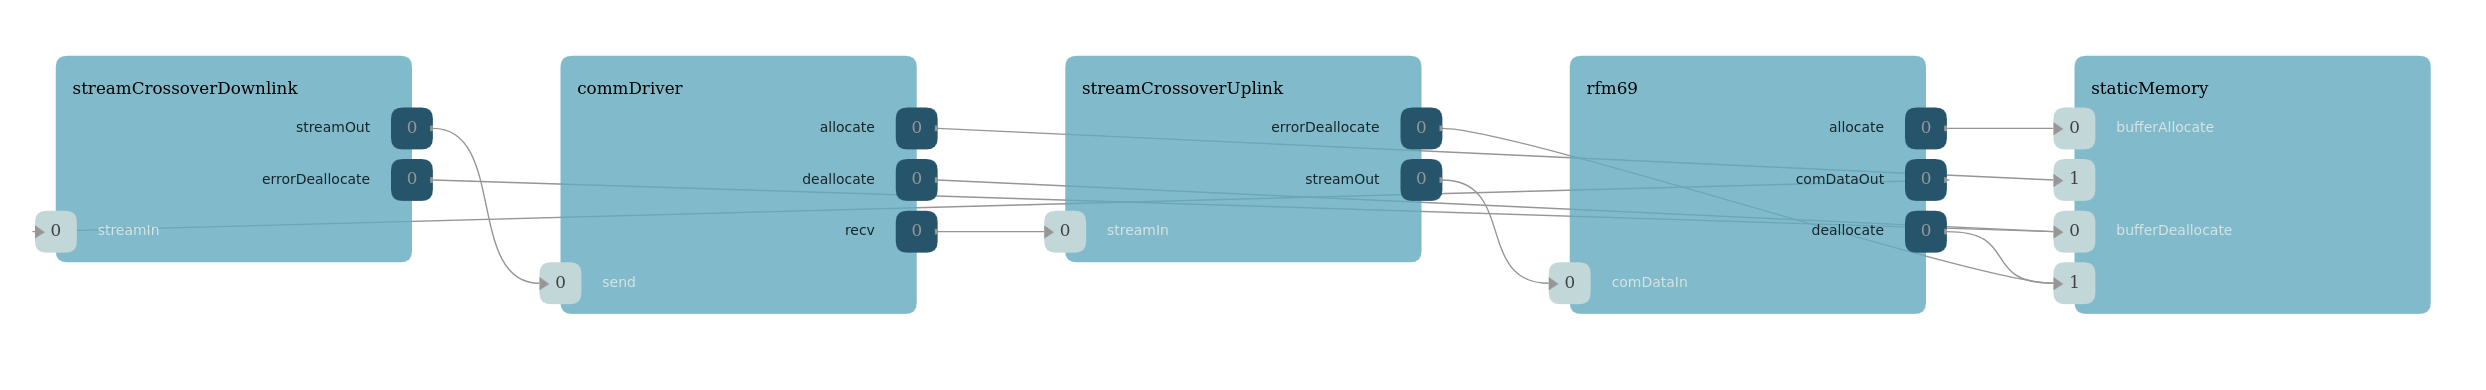 streamCrossoverDownlink
streamOut 0
errorDeallocate 0
0 streamIn
commDriver
allocate 0
deallocate 0
recv 0
0 send
streamCrossoverUplink
errorDeallocate 0
streamOut 0
0 streamIn
rfm69
allocate 0
comDataOut 0
deallocate 0
0 comDataIn
staticMemory
0 bufferAllocate
1
0 bufferDeallocate
1